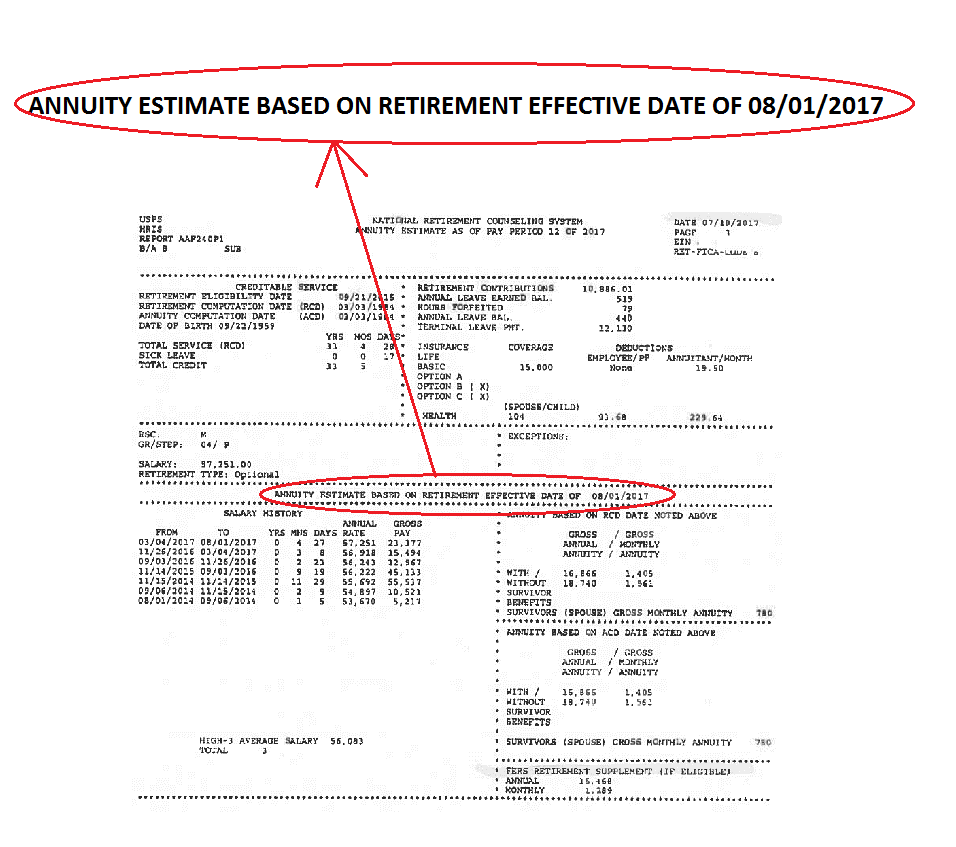 ANNUITY ESTIMATE BASED ON RETIREMENT EFFECTIVE DATE OF 08/01/2017
USPS
HRIS
REPORT AAP240P1
B/A 8 SUB
NATIONAL RETIREMENT COUNSELING SYSTEM
ANNUITY ESTIMATE AS OF PAY PERIOD 12 OF 2017
DATE 07/10/2017
PAGE 1
EIN
RET-FICA-CODE
CREDITABLE SERVICE
RETIREMENT ELIGIBILITY DATE 09/21/2015
RETIREMENT COMPUTATION DATE (RCD) 03/03/1984
ANNUITY COMPUTATION DATE (ACD) 03/03/1984
DATE OF BIRTH 09/22/1959
YRS MOS DAYS
TOTAL SERVICE (RCD) 4 28
SICK LEAVE 0 0 17
TOTAL CREDIT 33 5
RETIREMENT CONTRIBUTIONS 10,886.01
ANNUAL LEAVE EARNED BAL. 519
HOURS FORFEITED 79
ANNUAL LEAVE BAL. 440
TERMINAL LEAVE PMT. 12,110
INSURANCE COVERAGE DEDUCTIONS
LIFE EMPLOYEE/PP ANNUITANT/MONTH
BASIC 15,000 None 19.50
OPTION A
OPTION B ( X)
OPTION C ( X)
(SPOUSE/CHILD)
HEALTH 104 93.68 229.64
RSC. M
GR/STEP: 04/ P
SALARY: 57,251.00
RETIREMENT TYPE: Optional
EXCEPTIONS:
ANNUITY ESTIMATE BASED ON RETIREMENT EFFECTIVE DATE OF 08/01/2017
SALARY HISTORY
ANNUAL GROSS
FROM TO YRS MNS DAYS RATE PAY
03/04/2017 08/01/2017 0 4 27 57,251 23,377
11/26/2016 03/04/2017 0 3 8 56,918 15,494
09/03/2016 11/26/2016 0 2 23 56,243 12,967
11/14/2015 09/03/2016 0 9 19 56,222 45,133
11/15/2014 11/14/2015 0 11 29 55,692 55,537
09/06/2014 11/15/2014 0 2 9 54,897 10,521
08/01/2014 09/06/2014 0 1 5 53,670 5,217
HIGH-3 AVERAGE SALARY 56,083
TOTAL 3
ANNUITY BASED ON RCD DATE NOTED ABOVE
GROSS / GROSS
ANNUAL / MONTHLY
ANNUITY / ANNUITY
WITH / 16,866 1,405
WITHOUT 18,740 1,561
SURVIVOR
BENEFITS
SURVIVORS (SPOUSE) GROSS MONTHLY ANNUITY 780
ANNUITY BASED ON ACD DATE NOTED ABOVE
GROSS / GROSS
ANNUAL / MONTHLY
ANNUITY / ANNUITY
WITH / 16,866 1,405
WITHOUT 18,740 1,561
SURVIVOR
BENEFITS
SURVIVORS (SPOUSE) GROSS MONTHLY ANNUITY 780
FERS RETIREMENT SUPPLEMENT (IF ELIGIBLE)
ANNUAL 15,468
MONTHLY 1,289